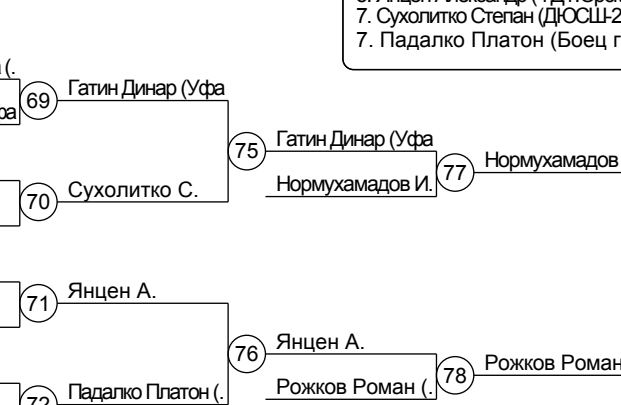 7. Сухолитко Степан (ДЮСШ-2
7. Падалко Платон (Боец г
(.
69
Гатин Динар (Уфа
75
Гатин Динар (Уфа
77
Нормухамадов
Нормухамадов И.
70
Сухолитко С.
71
Янцен А.
76
Янцен А.
78
Рожков Роман
Рожков Роман (.
72
Падалко Платон (.